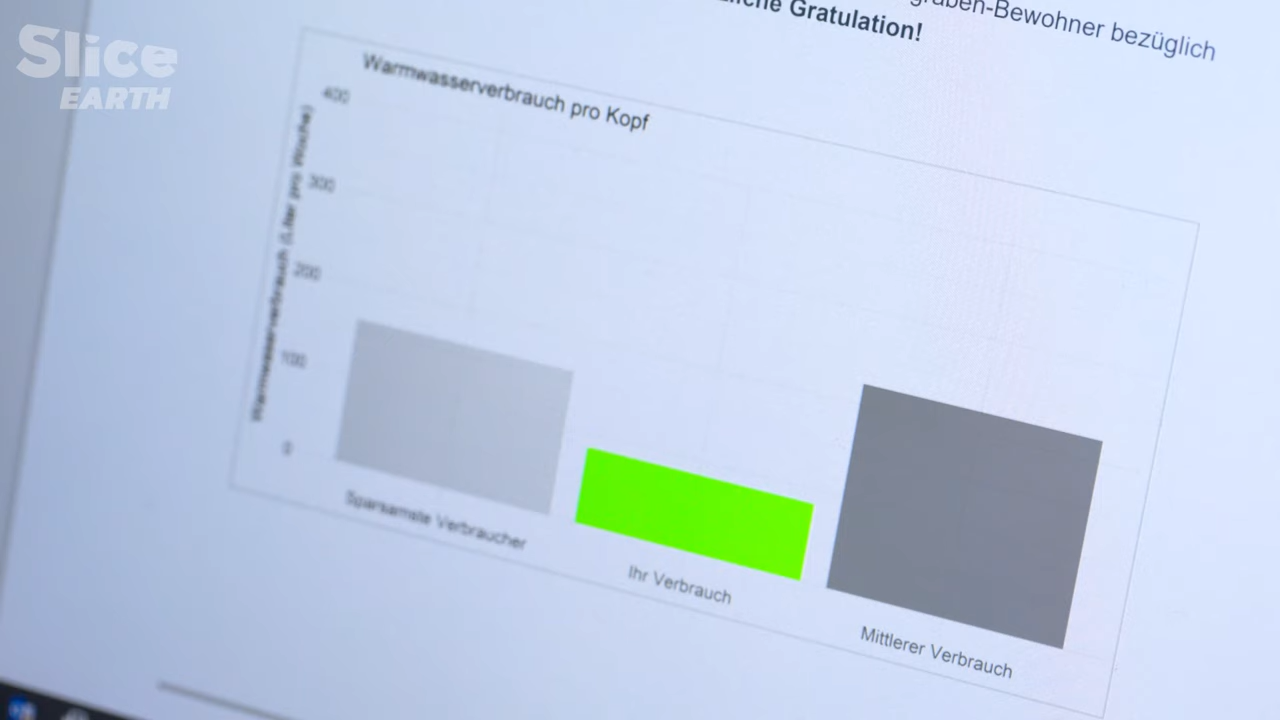 Slice
EARTH
graben-Bewohner bezüglich
liche Gratulation!
Warmwasserverbrauch pro Kopf
Warmwasserverbrauch (Liter pro Woche)
400
300
200
100
0
Sparsamste Verbraucher
Ihr Verbrauch
Mittlerer Verbrauch